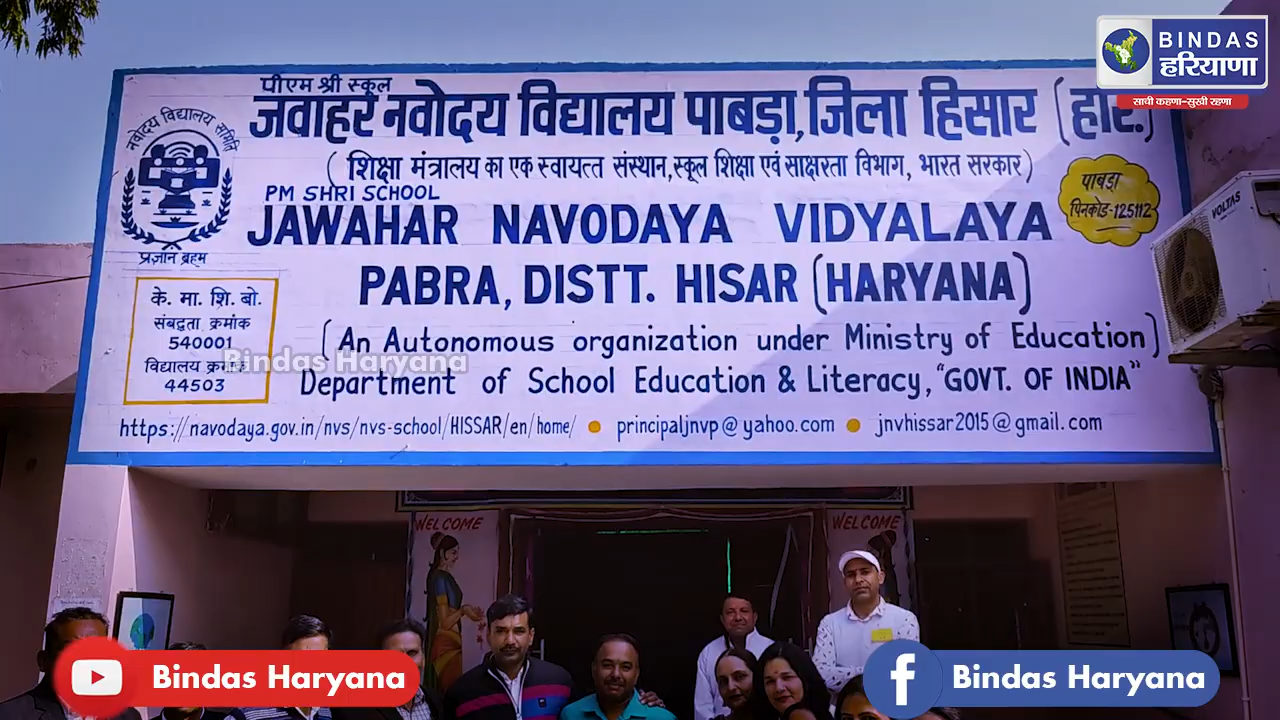 BINDAS
हरियाणा
साची कहणा-सुखी रहणा
पीएम श्री स्कूल
जवाहर नवोदय विद्यालय पाबड़ा, जिला हिसार (हरि.)
(शिक्षा मंत्रालय का एक स्वायत्त संस्थान, स्कूल शिक्षा एवं साक्षरता विभाग, भारत सरकार)
नवोदय विद्यालय समिति
प्रज्ञान ब्रहम
पाबड़ा
पिनकोड-125112
PM SHRI SCHOOL
JAWAHAR NAVODAYA VIDYALAYA
PABRA, DISTT. HISAR (HARYANA)
(An Autonomous organization under Ministry of Education)
Department of School Education & Literacy, "GOVT. OF INDIA"
के. मा. शि. बो.
संबद्धता क्रमांक
540001
विद्यालय क्रमांक
44503
Bindas Haryana
https://navodaya.gov.in/nvs/nvs-school/HISSAR/en/home/ ● principaljnvp@yahoo.com ● jnvhissar2015@gmail.com
VOLTAS
WELCOME
WELCOME
Bindas Haryana
Bindas Haryana